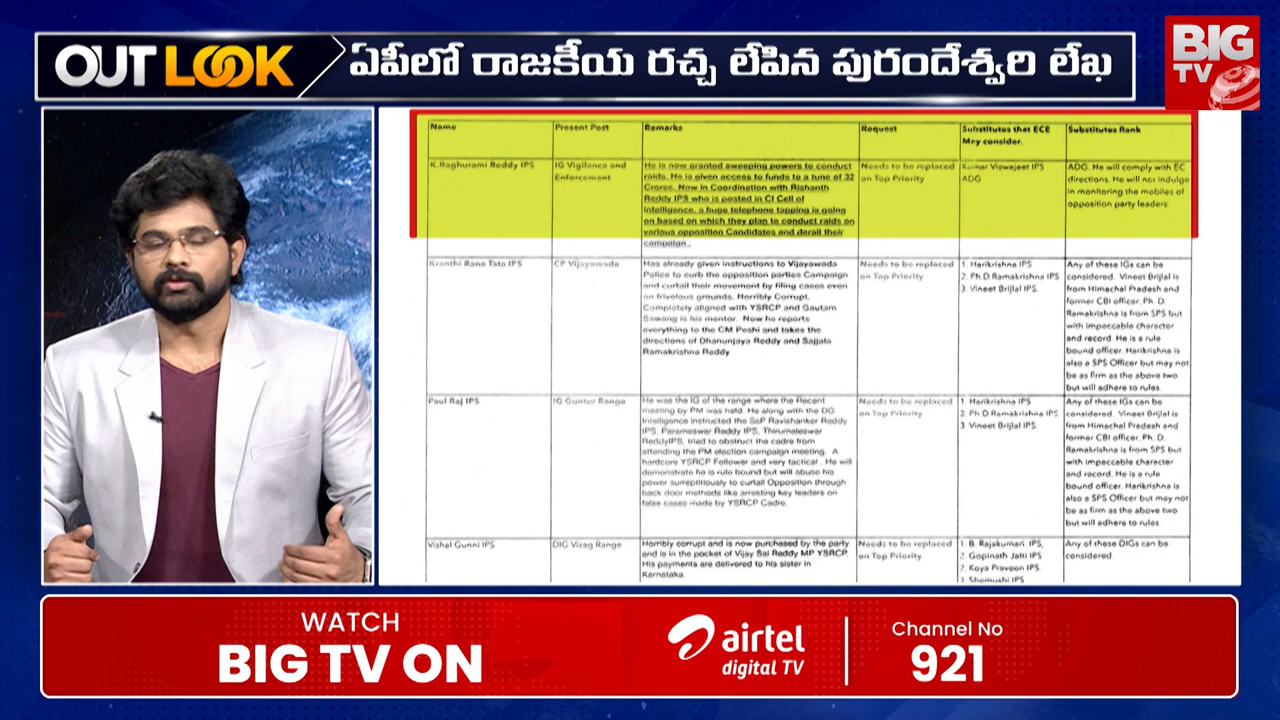 OUTLOOK
ఏపీలో రాజకీయ రచ్చ లేపిన పురందేశ్వరి లేఖ
BIG
TV
Name
Present Post
Remarks
Request
Substitutes that ECE
May consider.
Substitutes Rank
K.Raghurami Reddy IPS
IG Vigilance and
Enforcement
He is now granted sweeping powers to conduct
raids. He is given access to funds to a tune of 32
Crores. Now in Coordination with Rishanth
Reddy IPS who is posted in CI Cell of
Intelligence, a huge telephone tapping is going
on based on which they plan to conduct raids on
various opposition Candidates and derail their
campaign .
Needs to be replaced
on Top Priority
Kumar Viswajeet IPS
ADG
ADG. He will comply with EC
directions. He will not indulge
in monitoring the mobiles of
opposition party leaders.
Kranthi Rana Tata IPS
CP Vijayawada
Has already given instructions to Vijayawada
Police to curb the opposition parties Campaign
and curtail their movement by filing cases even
on frivolous grounds. Horribly Corrupt.
Completely aligned with YSRCP and Gautam
Sawang is his mentor. Now he reports
everything to the CM Peshi and takes the
directions of Dhanunjaya Reddy and Sajjala
Ramakrishna Reddy
Needs to be replaced
on Top Priority
1. Harikrishna IPS
2. Ph.D.Ramakrishna IPS
3. Vineet Brijlal IPS.
Any of these IGs can be
considered. Vineet Brijlal is
from Himachal Pradesh and
former CBI officer. Ph. D.
Ramakrishna is from SPS but
with impeccable character
and record. He is a rule
bound officer. Harikrishna is
also a SPS Officer but may not
be as firm as the above two
but will adhere to rules.
Paul Raj IPS
IG Guntur Range
He was the IG of the range where the Recent
meeting by PM was held. He along with the DG
Intelligence instructed the SsP Ravishanker Reddy
IPS, Parameswar Reddy IPS, Thirumaleswar
ReddyIPS, tried to obstruct the cadre from
attending the PM election campaign meeting. A
hardcore YSRCP Follower and very tactical . He will
demonstrate he is rule bound but will abuse his
power surreptitiously to curtail Opposition through
back door methods like arresting key leaders on
false cases made by YSRCP Cadre.
Needs to be replaced
on Top Priority
1. Harikrishna IPS
2. Ph.D.Ramakrishna IPS
3. Vineet Brijlal IPS.
Any of these IGs can be
considered. Vineet Brijlal is
from Himachal Pradesh and
former CBI officer. Ph. D.
Ramakrishna is from SPS but
with impeccable character
and record. He is a rule
bound officer. Harikrishna is
also a SPS Officer but may not
be as firm as the above two
but will adhere to rules.
Vishal Gunni IPS
DIG Vizag Range
Horribly corrupt and is now purchased by the party
and is in the pocket of Vijay Sai Reddy MP YSRCP.
His payments are delivered to his sister in
Karnataka
Needs to be replaced
on Top Priority
1. B. Rajakumari. IPS,
2. Gopinath Jatti IPS
2. Koya Praveen IPS.
Shemushi IPS
Any of these DIGs can be
considered.
WATCH
BIG TV ON
airtel
digital TV
Channel No
921